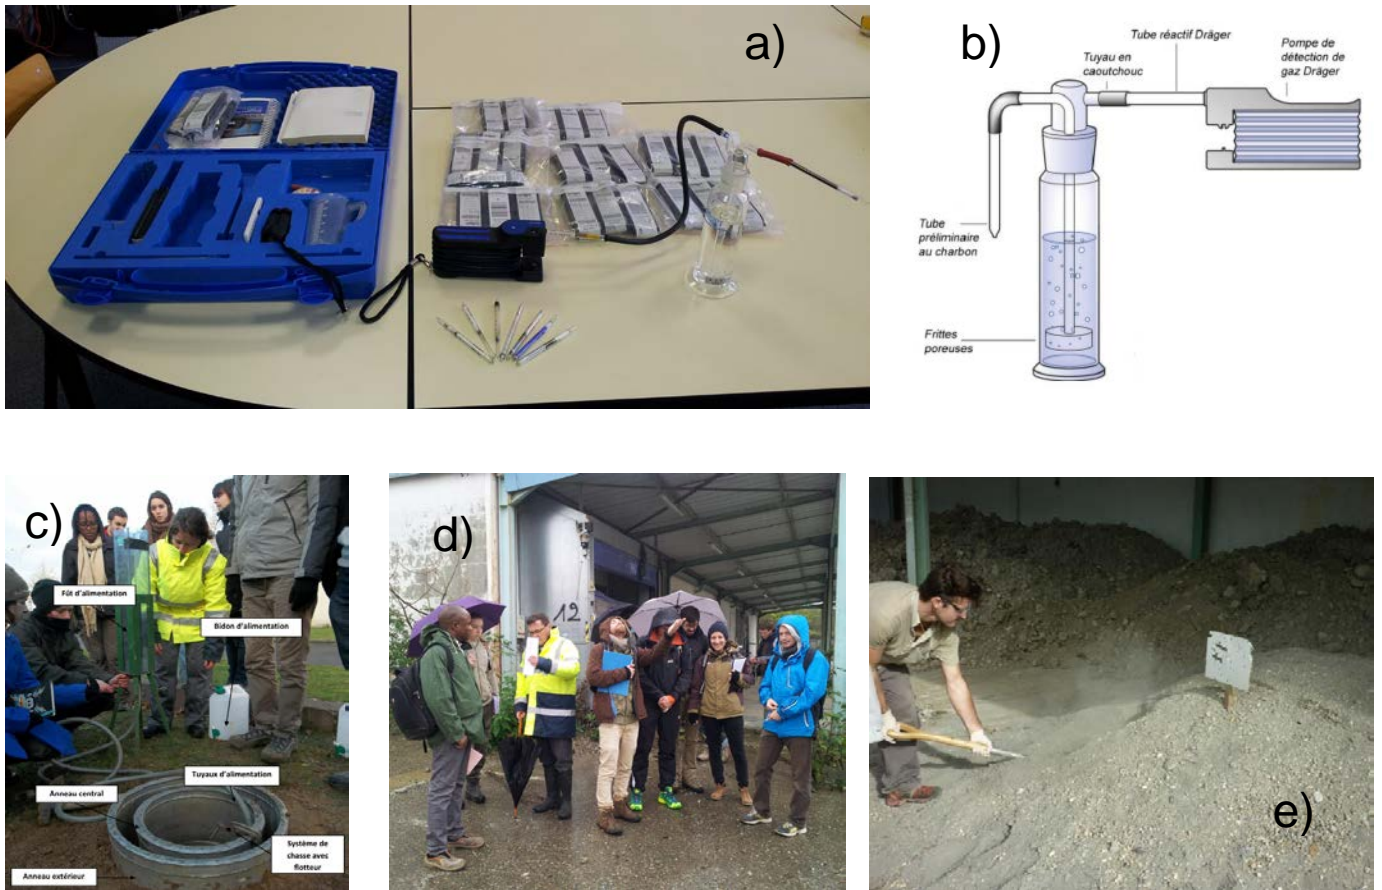 a)
b)
Tube réactif Dräger
Tuyau en
caoutchouc
Pompe de
détection de
gaz Dräger
Tube
préliminaire
au charbon
Frittes
poreuses
c)
Fût d'alimentation
Bidon d'alimentation
Tuyaux d'alimentation
Anneau central
Système de
chasse avec
flotteur
Anneau extérieur
d)
12
e)